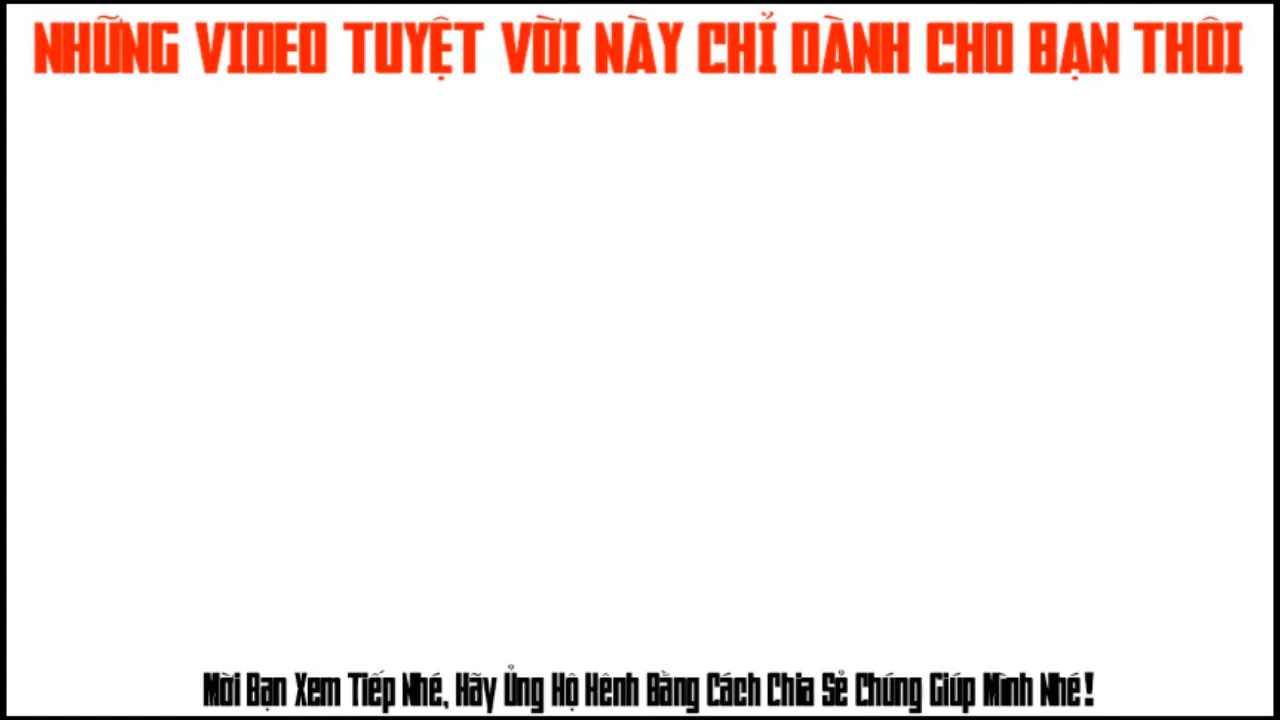 NHỮNG VIDEO TUYỆT VỜI NÀY CHỈ DÀNH CHO BẠN THÔI
Mời Bạn Xem Tiếp Nhé, Hãy Ủng Hộ Kênh Bằng Cách Chia Sẻ Chúng Giúp Mình Nhé!